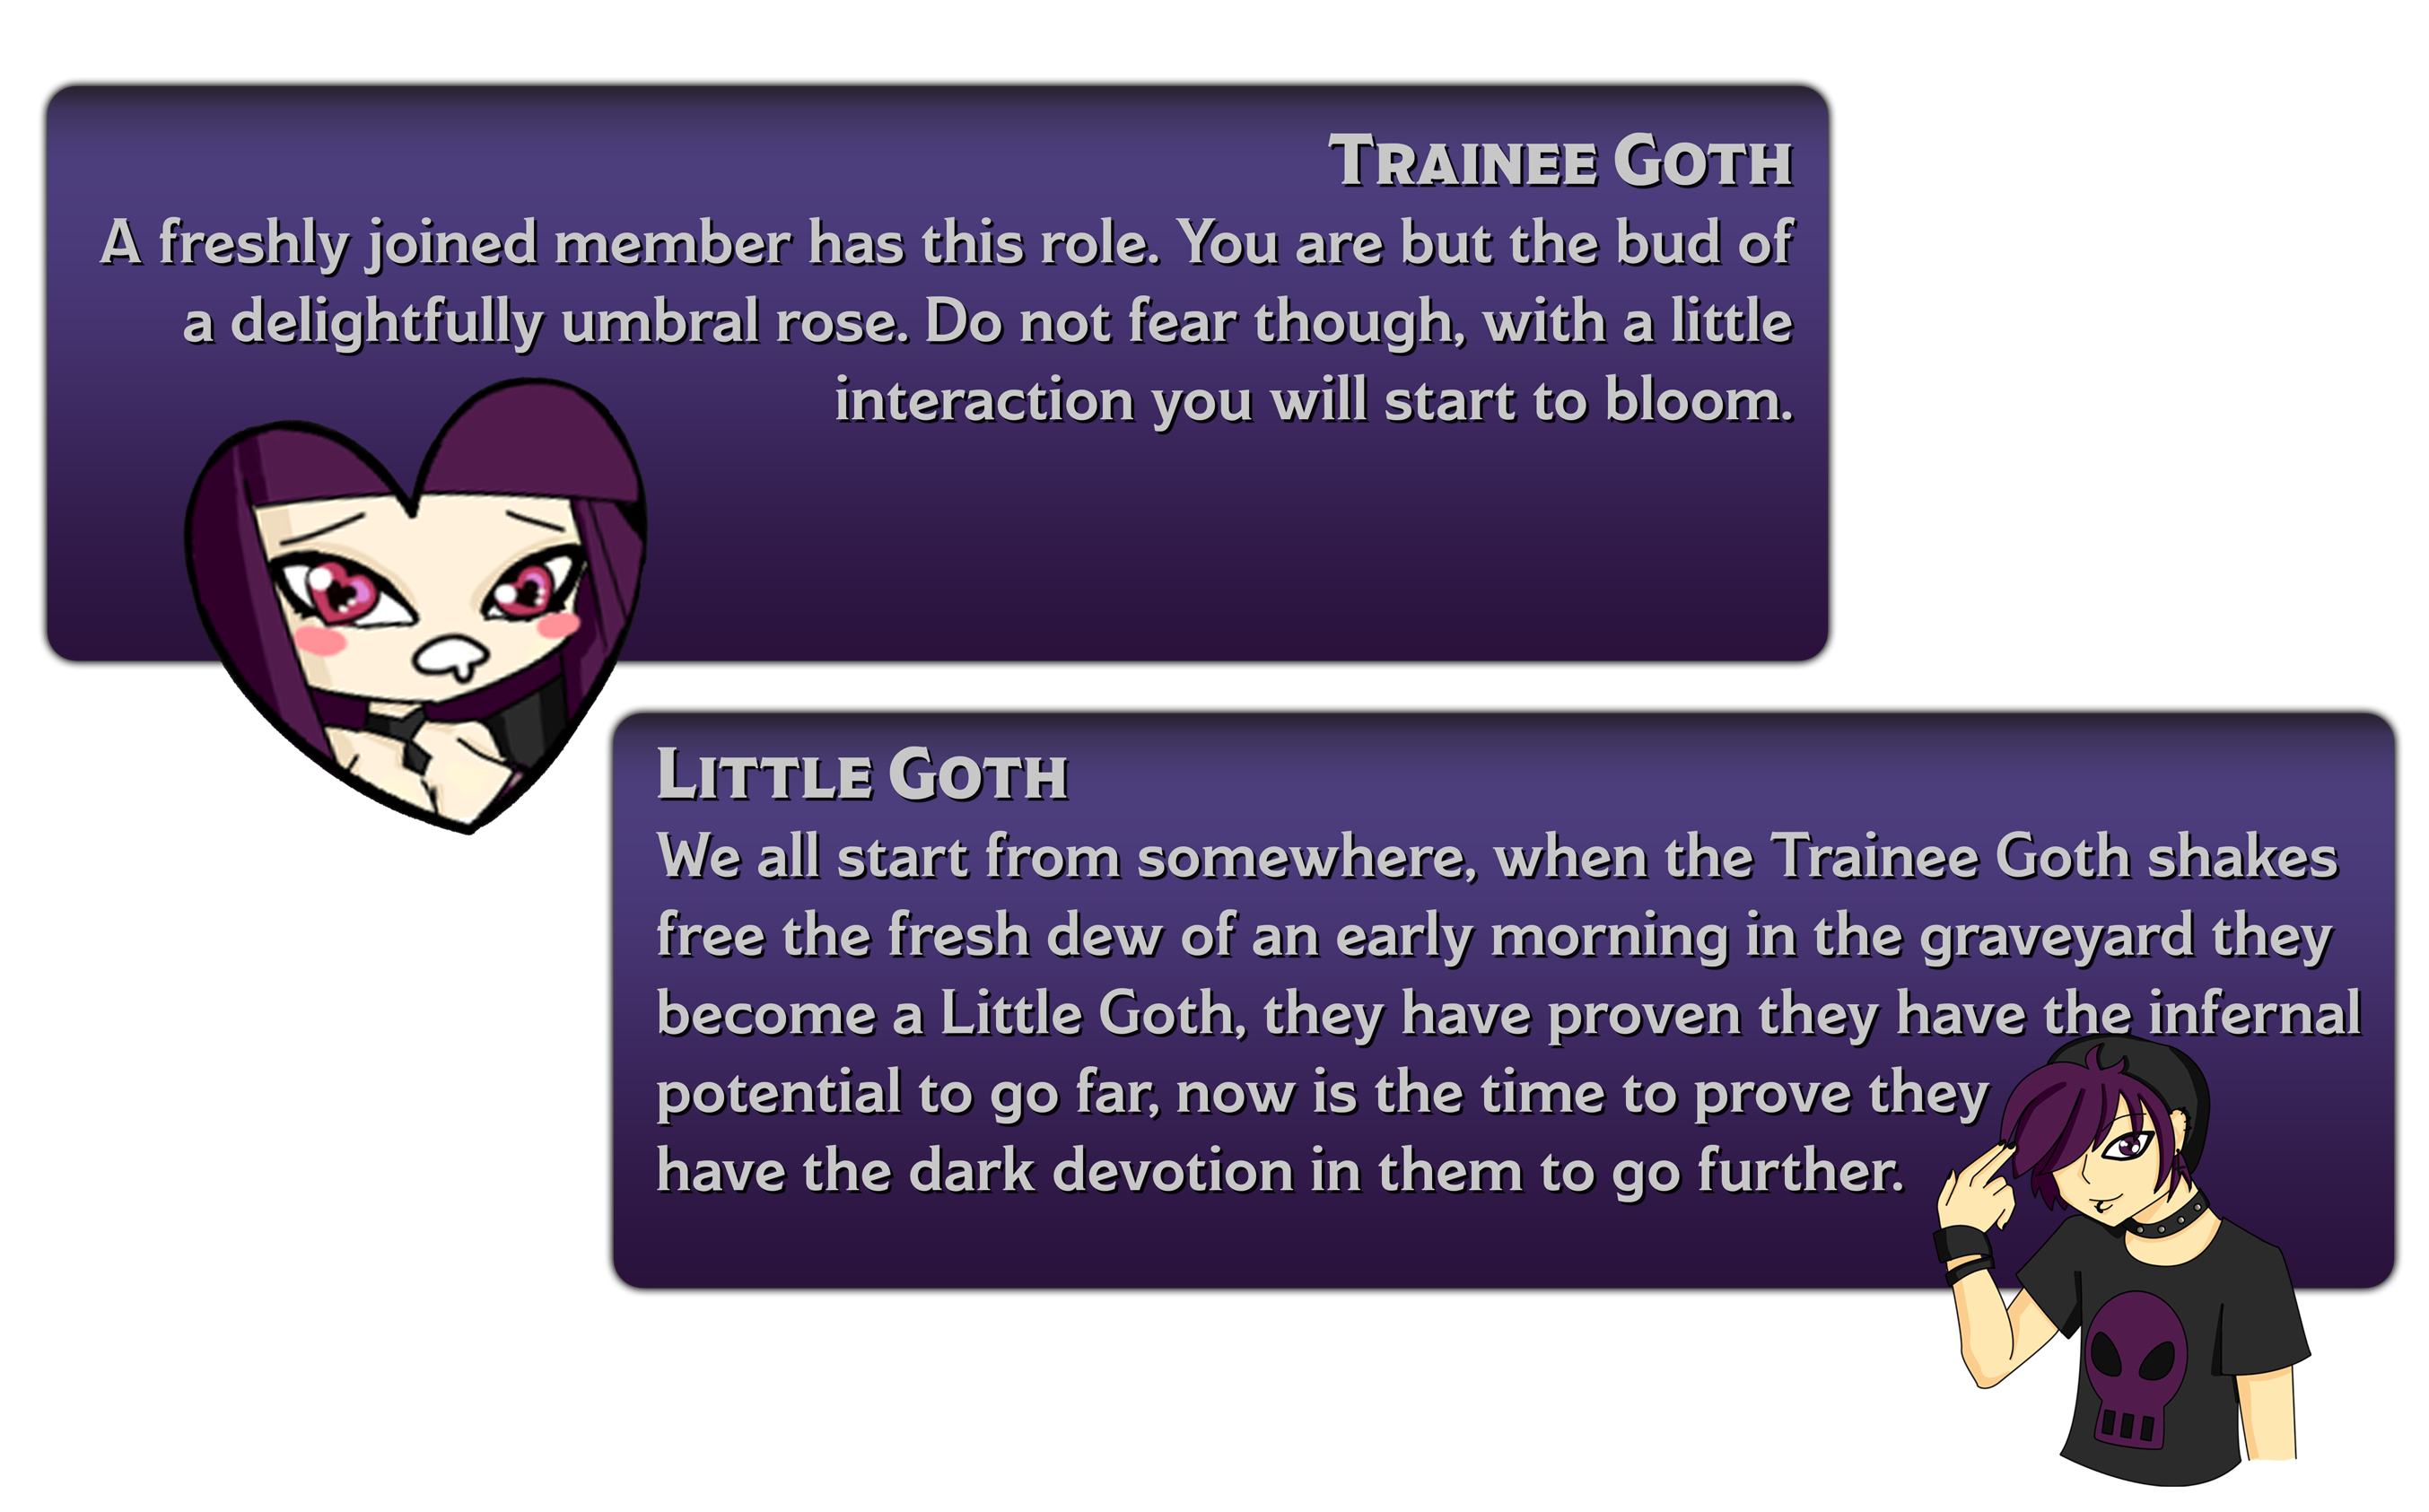 Trainee Goth
A freshly joined member has this role. You are but the bud of
a delightfully umbral rose. Do not fear though, with a little
interaction you will start to bloom.
Little Goth
We all start from somewhere, when the Trainee Goth shakes
free the fresh dew of an early morning in the graveyard they
become a Little Goth, they have proven they have the infernal
potential to go far, now is the time to prove they
have the dark devotion in them to go further.